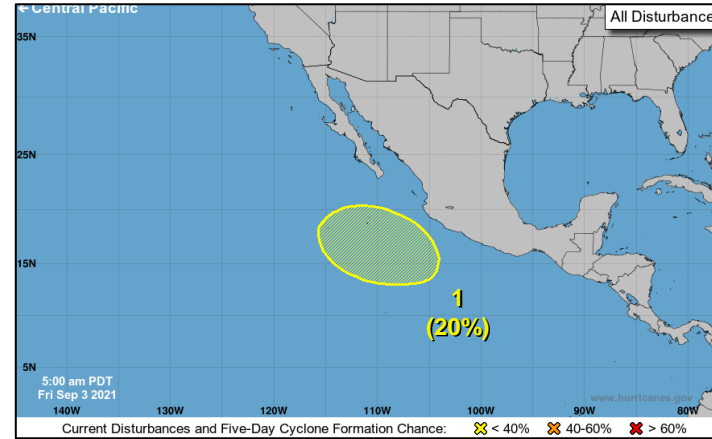 ←Central Pacific
All Disturbance
35N
25N
15N
1
(20%)
5N
5:00 am PDT
Fri Sep 3 2021
www.hurricanes.gov
140W 130W 120W 110W 100W 90W 80W
Current Disturbances and Five-Day Cyclone Formation Chance: < 40% 40-60% > 60%